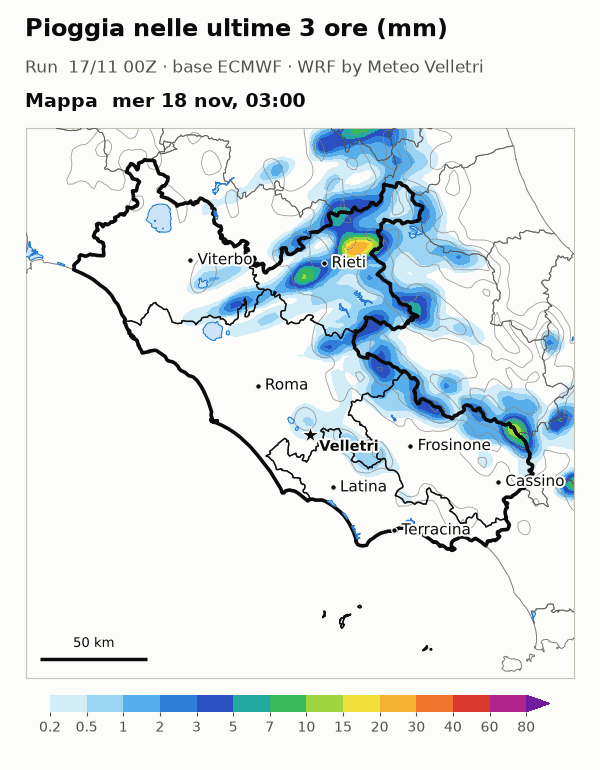 Pioggia nelle ultime 3 ore (mm)
Run  17/11 00Z · base ECMWF · WRF by Meteo Velletri
Mappa  mer 18 nov, 03:00
Viterbo
Rieti
Roma
Velletri
Frosinone
Latina
Cassino
Terracina
50 km
0.2 0.5 1 2 3 5 7 10 15 20 30 40 60 80